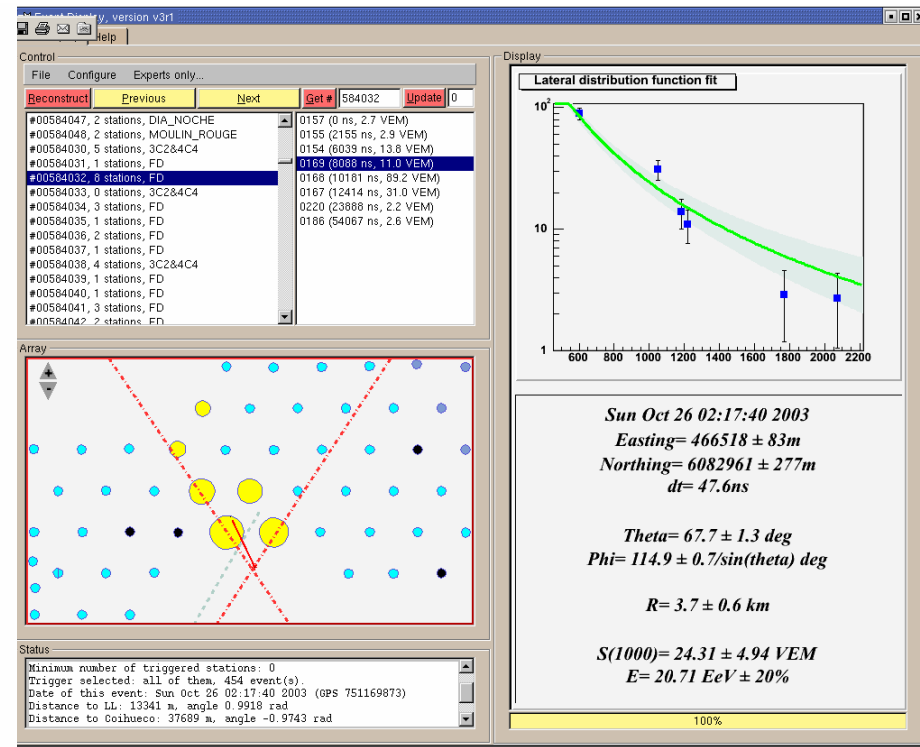 Event Display, version v3r1
Help
Control
File Configure Experts only...
Reconstruct Previous Next Get # 584032 Update 0
#00584047, 2 stations, DIA_NOCHE
#00584048, 2 stations, MOULIN_ROUGE
#00584030, 5 stations, 3C2&4C4
#00584031, 1 stations, FD
#00584032, 8 stations, FD
#00584033, 0 stations, 3C2&4C4
#00584034, 3 stations, FD
#00584035, 1 stations, FD
#00584036, 2 stations, FD
#00584037, 1 stations, FD
#00584038, 4 stations, 3C2&4C4
#00584039, 1 stations, FD
#00584040, 1 stations, FD
#00584041, 3 stations, FD
#00584042, 2 stations, FD
0157 (0 ns, 2.7 VEM)
0155 (2155 ns, 2.9 VEM)
0154 (6039 ns, 13.8 VEM)
0169 (8088 ns, 11.0 VEM)
0168 (10181 ns, 89.2 VEM)
0167 (12414 ns, 31.0 VEM)
0220 (23888 ns, 2.2 VEM)
0186 (54067 ns, 2.6 VEM)
Array
+
-
Status
Minimum number of triggered stations: 0
Trigger selected: all of them, 454 event(s).
Date of this event: Sun Oct 26 02:17:40 2003 (GPS 751169873)
Distance to LL: 13341 m, angle 0.9918 rad
Distance to Coihueco: 37689 m, angle -0.9743 rad
Display
Lateral distribution function fit
10²
10
1
600 800 1000 1200 1400 1600 1800 2000 2200
Sun Oct 26 02:17:40 2003
Easting= 466518 ± 83m
Northing= 6082961 ± 277m
dt= 47.6ns
Theta= 67.7 ± 1.3 deg
Phi= 114.9 ± 0.7/sin(theta) deg
R= 3.7 ± 0.6 km
S(1000)= 24.31 ± 4.94 VEM
E= 20.71 EeV ± 20%
100%